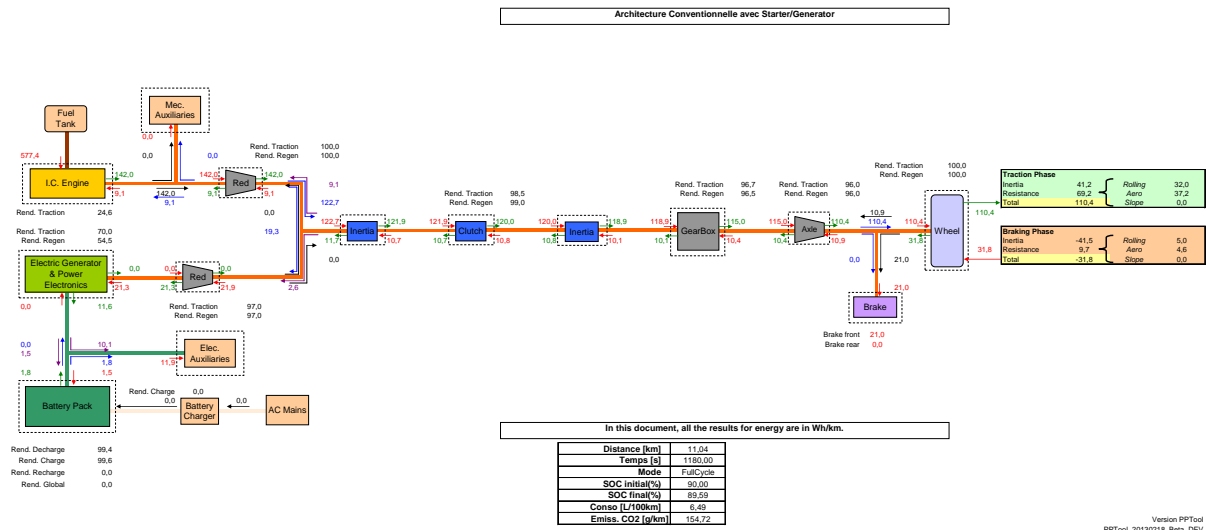 Architecture Conventionnelle avec Starter/Generator
Fuel
Tank
Mec.
Auxiliaries
577,4
0,0
I.C. Engine
142,0
9,1
0,0
142,0
9,1
0,0
142,0
9,1
Red
142,0
9,1
Rend. Traction 100,0
Rend. Regen 100,0
9,1
122,7
0,0
19,3
Rend. Traction 24,6
Rend. Traction 70,0
Rend. Regen 54,5
Electric Generator
& Power
Electronics
0,0
21,3
0,0
21,3
Red
0,0
21,9
2,6
Rend. Traction 97,0
Rend. Regen 97,0
0,0
11,6
122,7
11,7
Inertia
121,9
10,7
0,0
Rend. Traction 98,5
Rend. Regen 99,0
121,9
10,7
Clutch
120,0
10,8
120,0
10,8
Inertia
118,9
10,1
0,0
Rend. Traction 96,7
Rend. Regen 96,5
118,9
10,1
GearBox
115,0
10,4
Rend. Traction 96,0
Rend. Regen 96,0
115,0
10,4
Axle
110,4
10,9
10,9
110,4
0,0
21,0
110,4
31,8
Rend. Traction 100,0
Rend. Regen 100,0
Wheel
110,4
31,8
21,0
Brake
Brake front 21,0
Brake rear 0,0
Traction Phase
Inertia 41,2 Rolling 32,0
Resistance 69,2 Aero 37,2
Total 110,4 Slope 0,0
Braking Phase
Inertia -41,5 Rolling 5,0
Resistance 9,7 Aero 4,6
Total -31,8 Slope 0,0
0,0
1,5
10,1
1,8
11,9
Elec.
Auxiliaries
1,8
1,5
Battery Pack
Rend. Charge 0,0
0,0
Battery
Charger
0,0
AC Mains
Rend. Decharge 99,4
Rend. Charge 99,6
Rend. Recharge 0,0
Rend. Global 0,0
In this document, all the results for energy are in Wh/km.
Distance [km] 11,04
Temps [s] 1180,00
Mode FullCycle
SOC initial(%) 90,00
SOC final(%) 89,59
Conso [L/100km] 6,49
Emiss. CO2 [g/km] 154,72
Version PPTool
PPTool_20130218_Beta_DEV